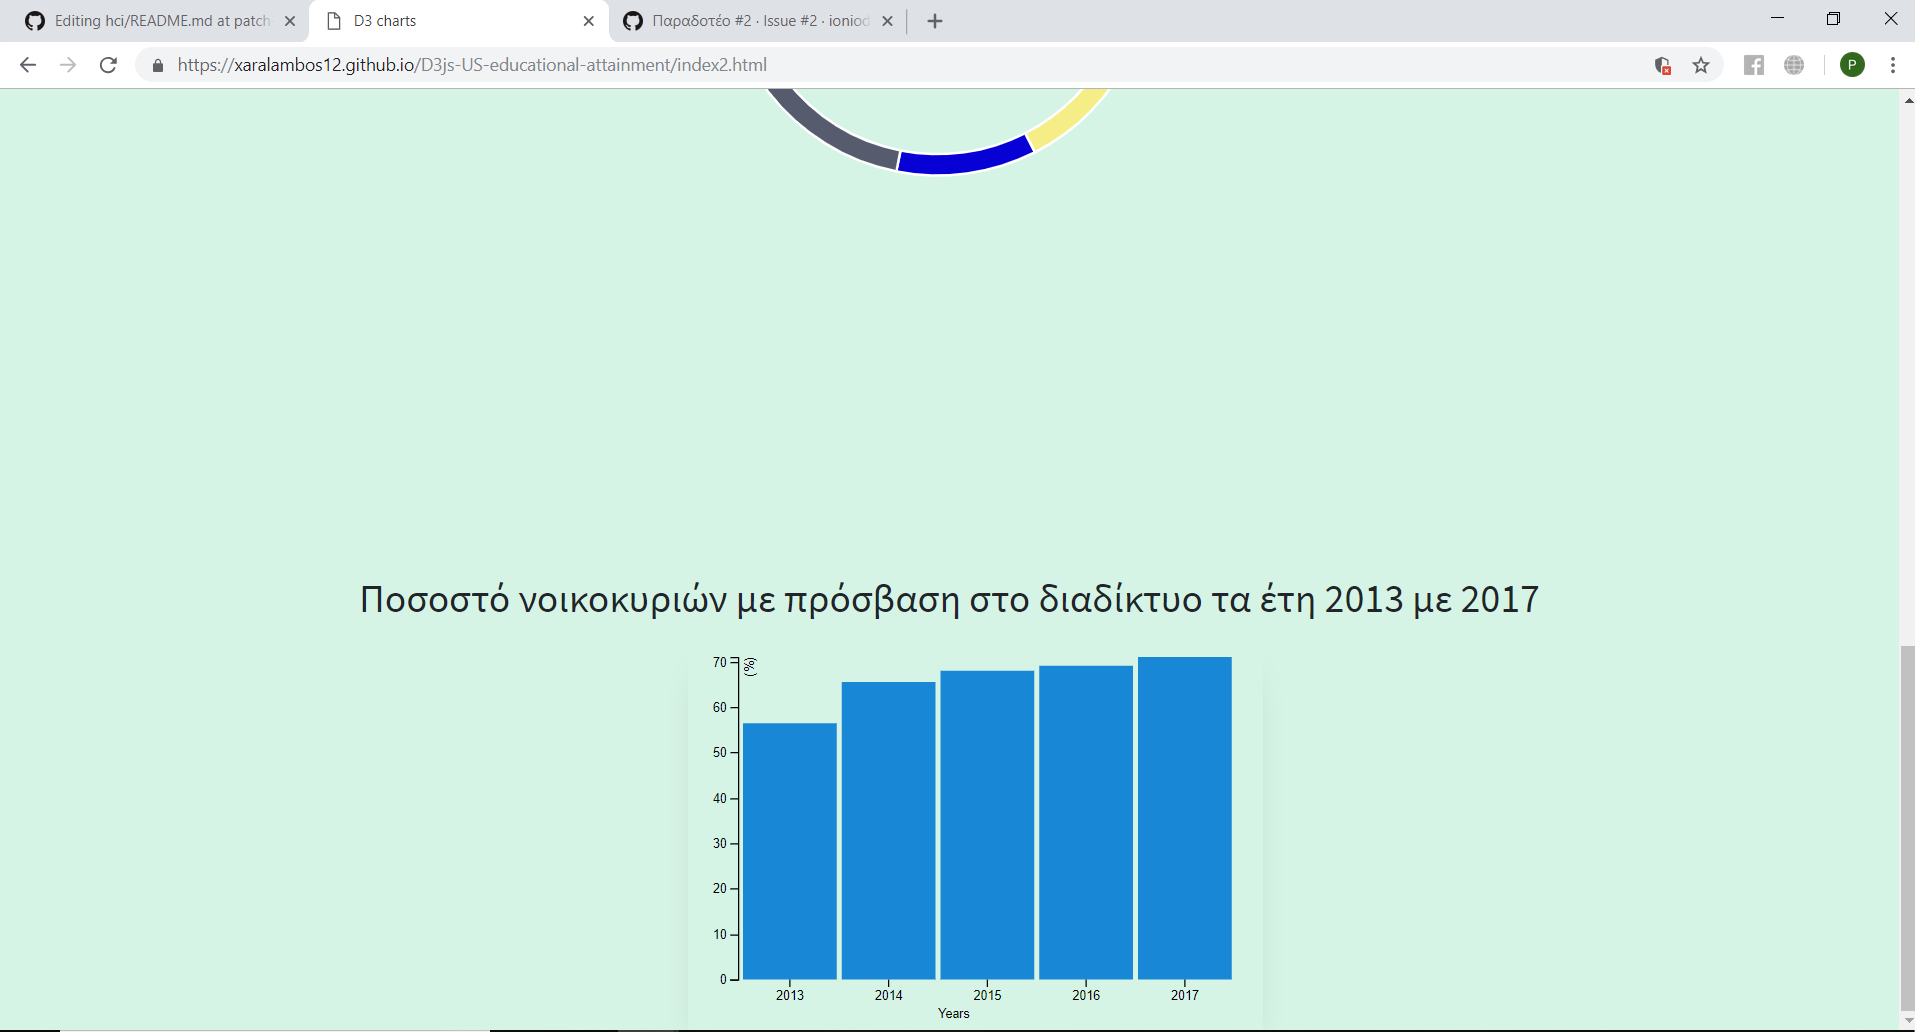 Editing hci/README.md at patch-
D3 charts
Παραδοτέο #2 · Issue #2 · ioniod
https://xaralambos12.github.io/D3js-US-educational-attainment/index2.html
P
Ποσοστό νοικοκυριών με πρόσβαση στο διαδίκτυο τα έτη 2013 με 2017
(%)
70
60
50
40
30
20
10
0
2013 2014 2015 2016 2017
Years